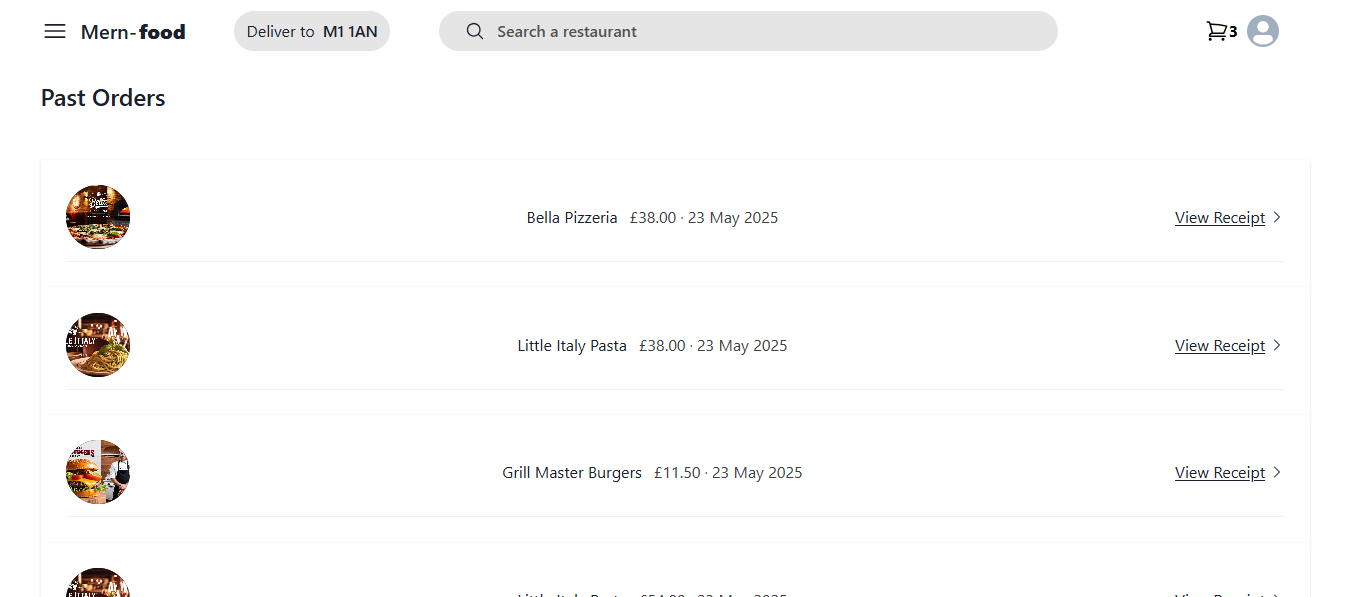 Mern-food
Deliver to M1 1AN
Search a restaurant
3
Past Orders
Bella Pizzeria £38.00 · 23 May 2025
View Receipt
Little Italy Pasta £38.00 · 23 May 2025
View Receipt
Grill Master Burgers £11.50 · 23 May 2025
View Receipt